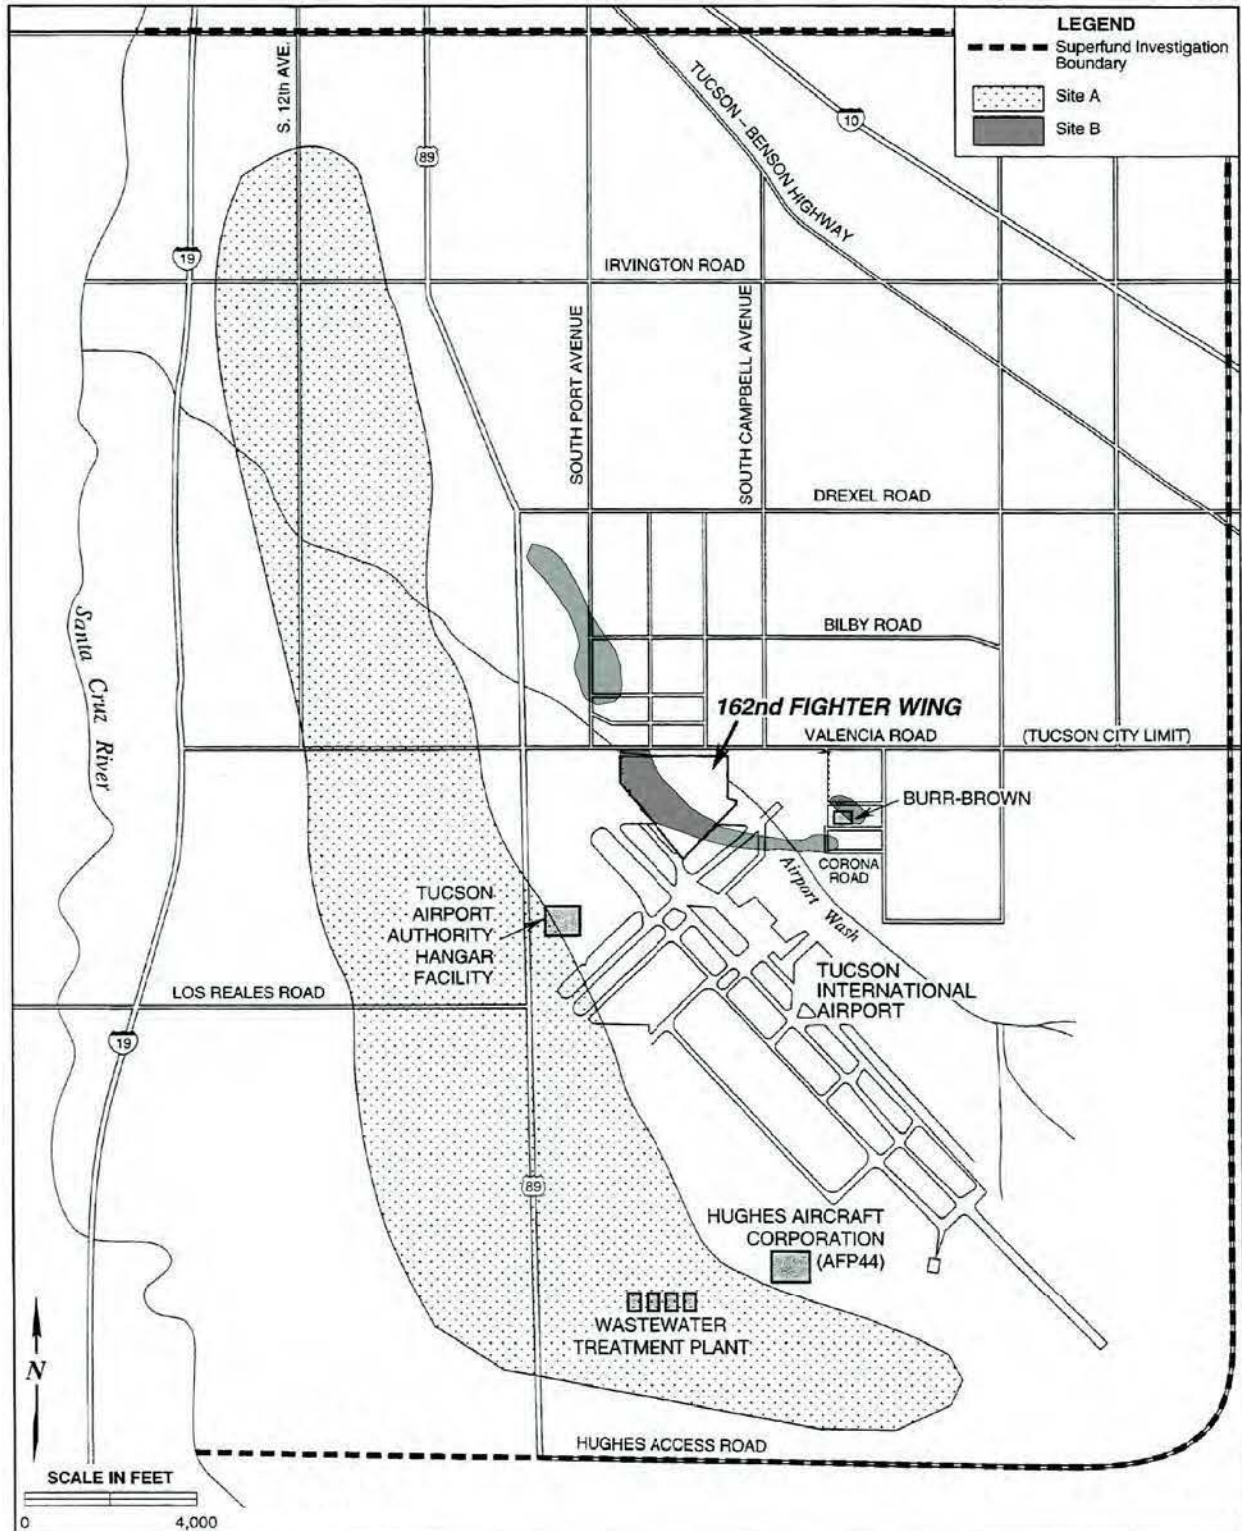 LEGEND
Superfund Investigation
Boundary
Site A
Site B
S. 12th AVE.
89
TUCSON – BENSON HIGHWAY
10
19
IRVINGTON ROAD
SOUTH PORT AVENUE
SOUTH CAMPBELL AVENUE
DREXEL ROAD
BILBY ROAD
Santa Cruz River
162nd FIGHTER WING
VALENCIA ROAD
(TUCSON CITY LIMIT)
BURR-BROWN
CORONA
ROAD
Airport Wash
TUCSON
AIRPORT
AUTHORITY
HANGAR
FACILITY
TUCSON
INTERNATIONAL
AIRPORT
LOS REALES ROAD
19
89
HUGHES AIRCRAFT
CORPORATION
(AFP44)
WASTEWATER
TREATMENT PLANT
N
HUGHES ACCESS ROAD
SCALE IN FEET
0
4,000